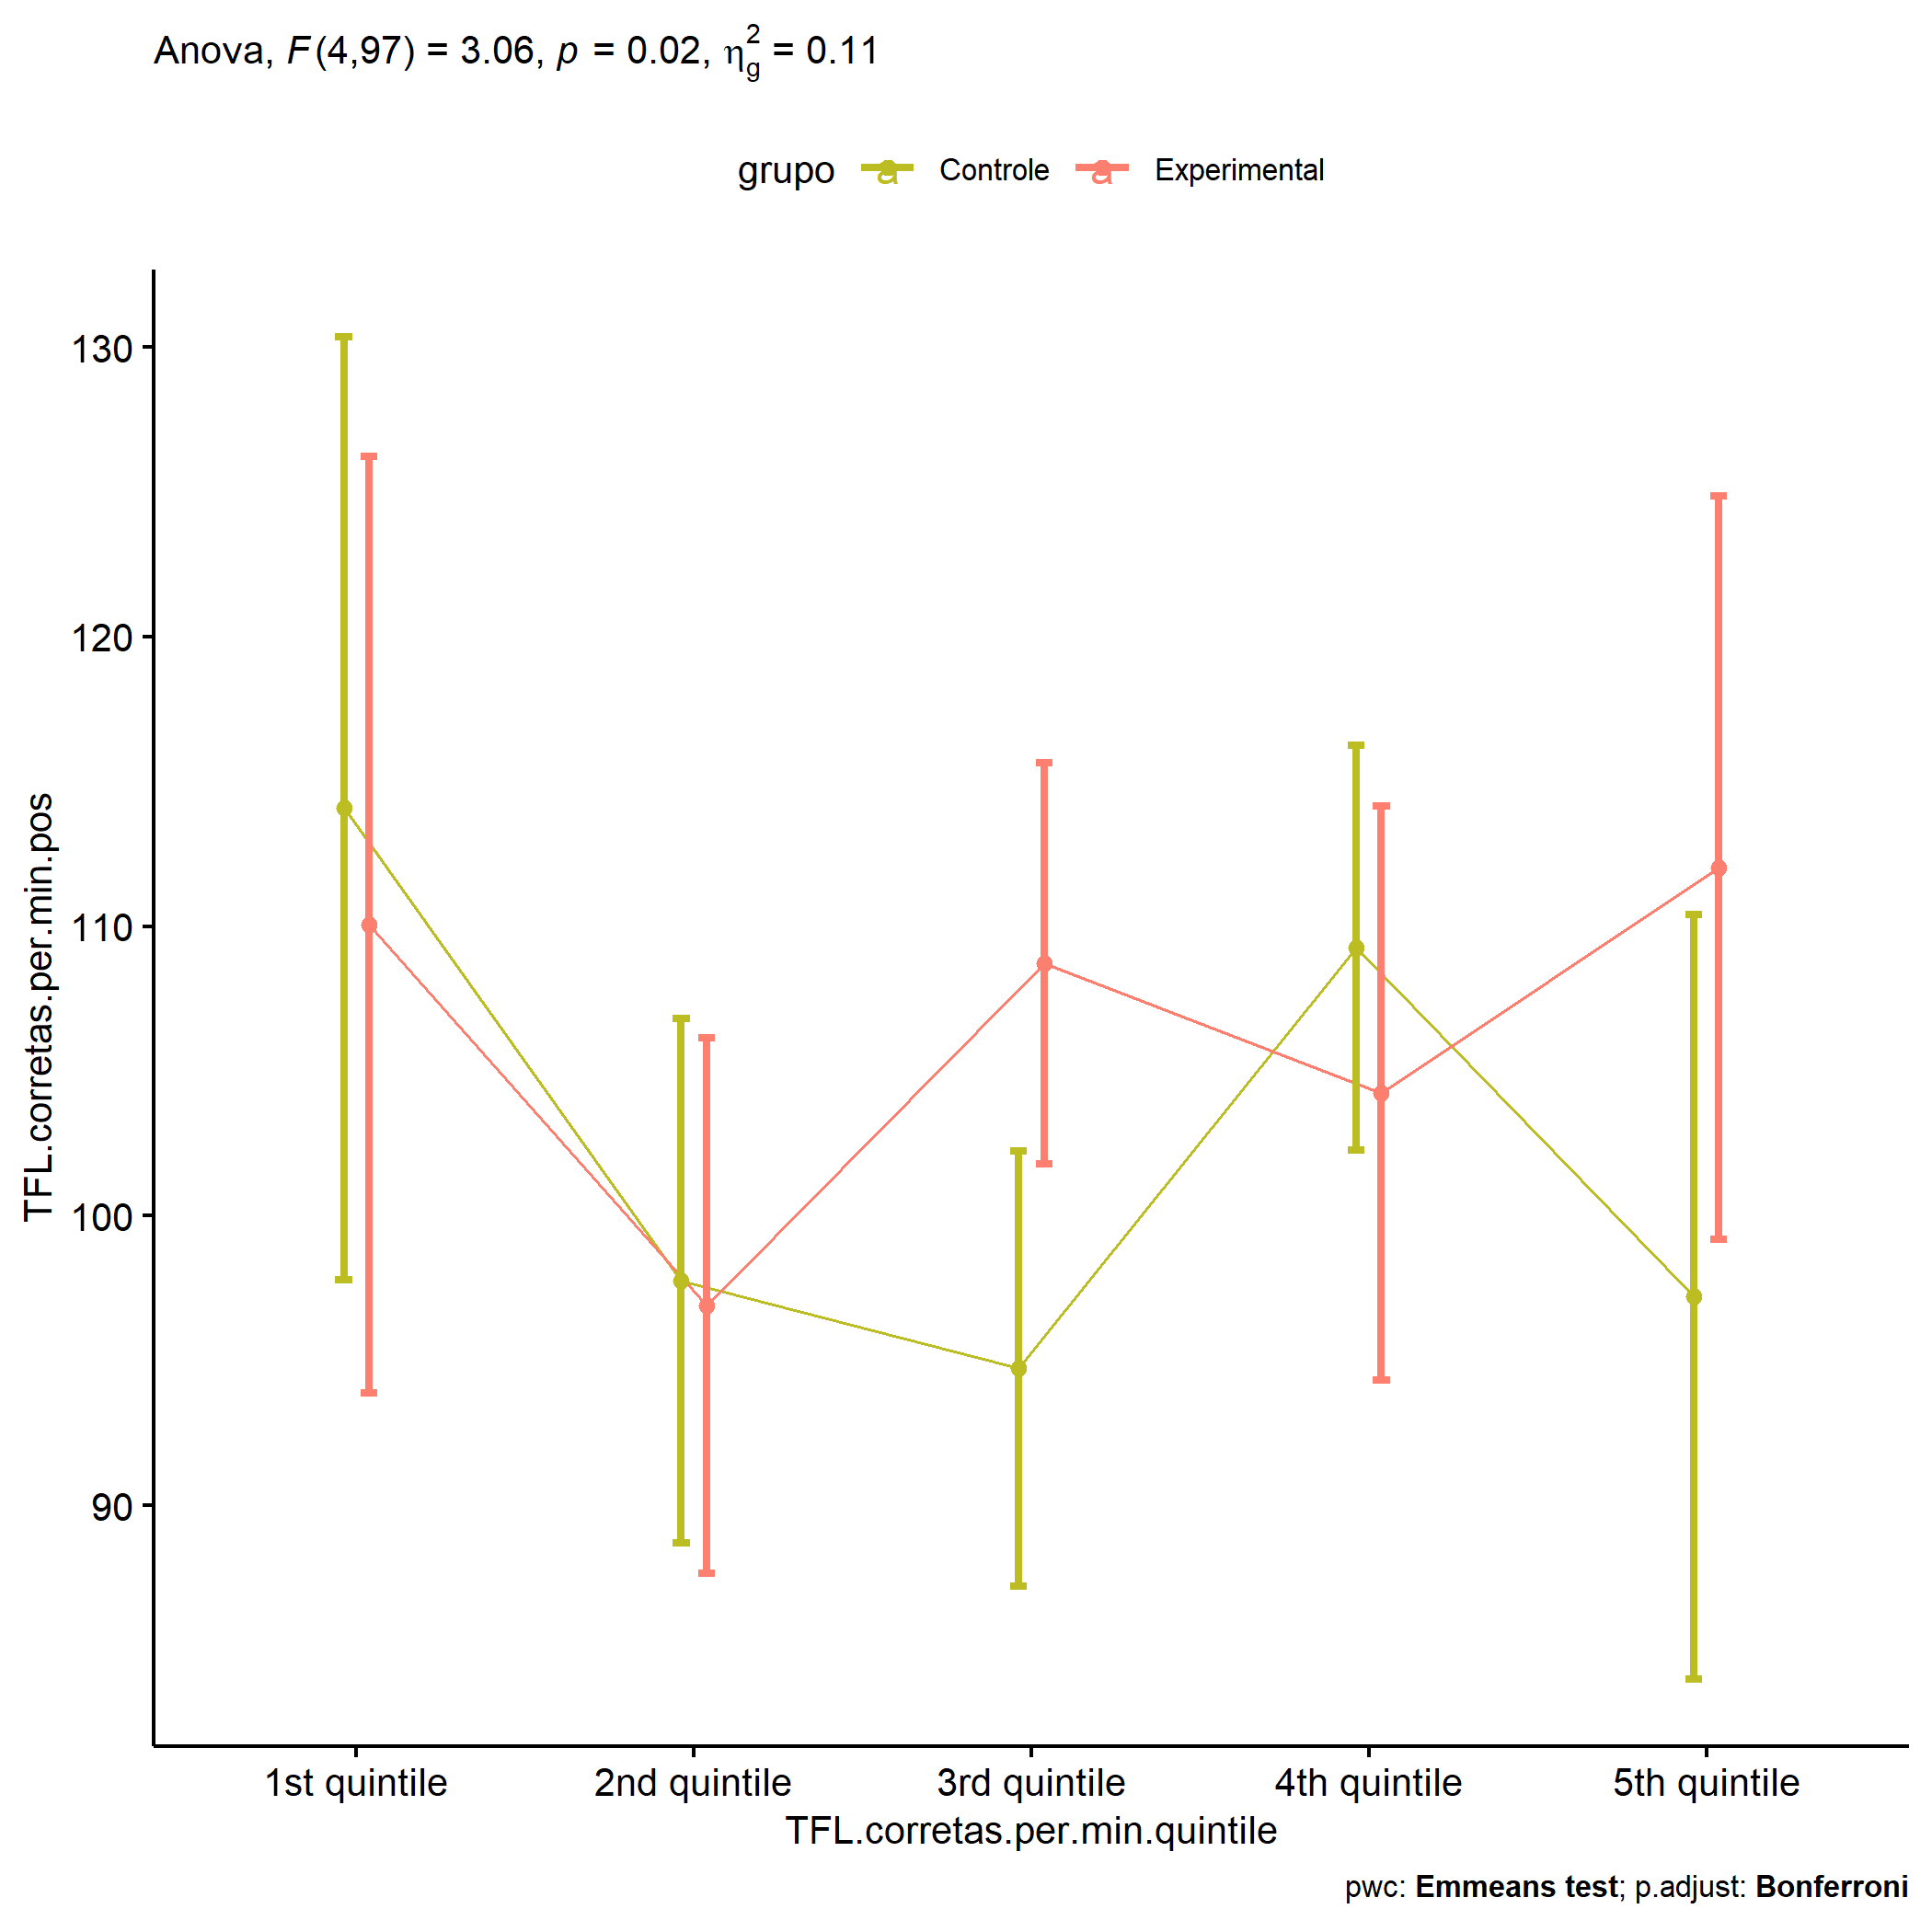 Anova, F(4,97) = 3.06, p = 0.02, η²g = 0.11
grupo a Controle a Experimental
130
120
110
100
90
TFL.corretas.per.min.pos
1st quintile 2nd quintile 3rd quintile 4th quintile 5th quintile
TFL.corretas.per.min.quintile
pwc: Emmeans test; p.adjust: Bonferroni